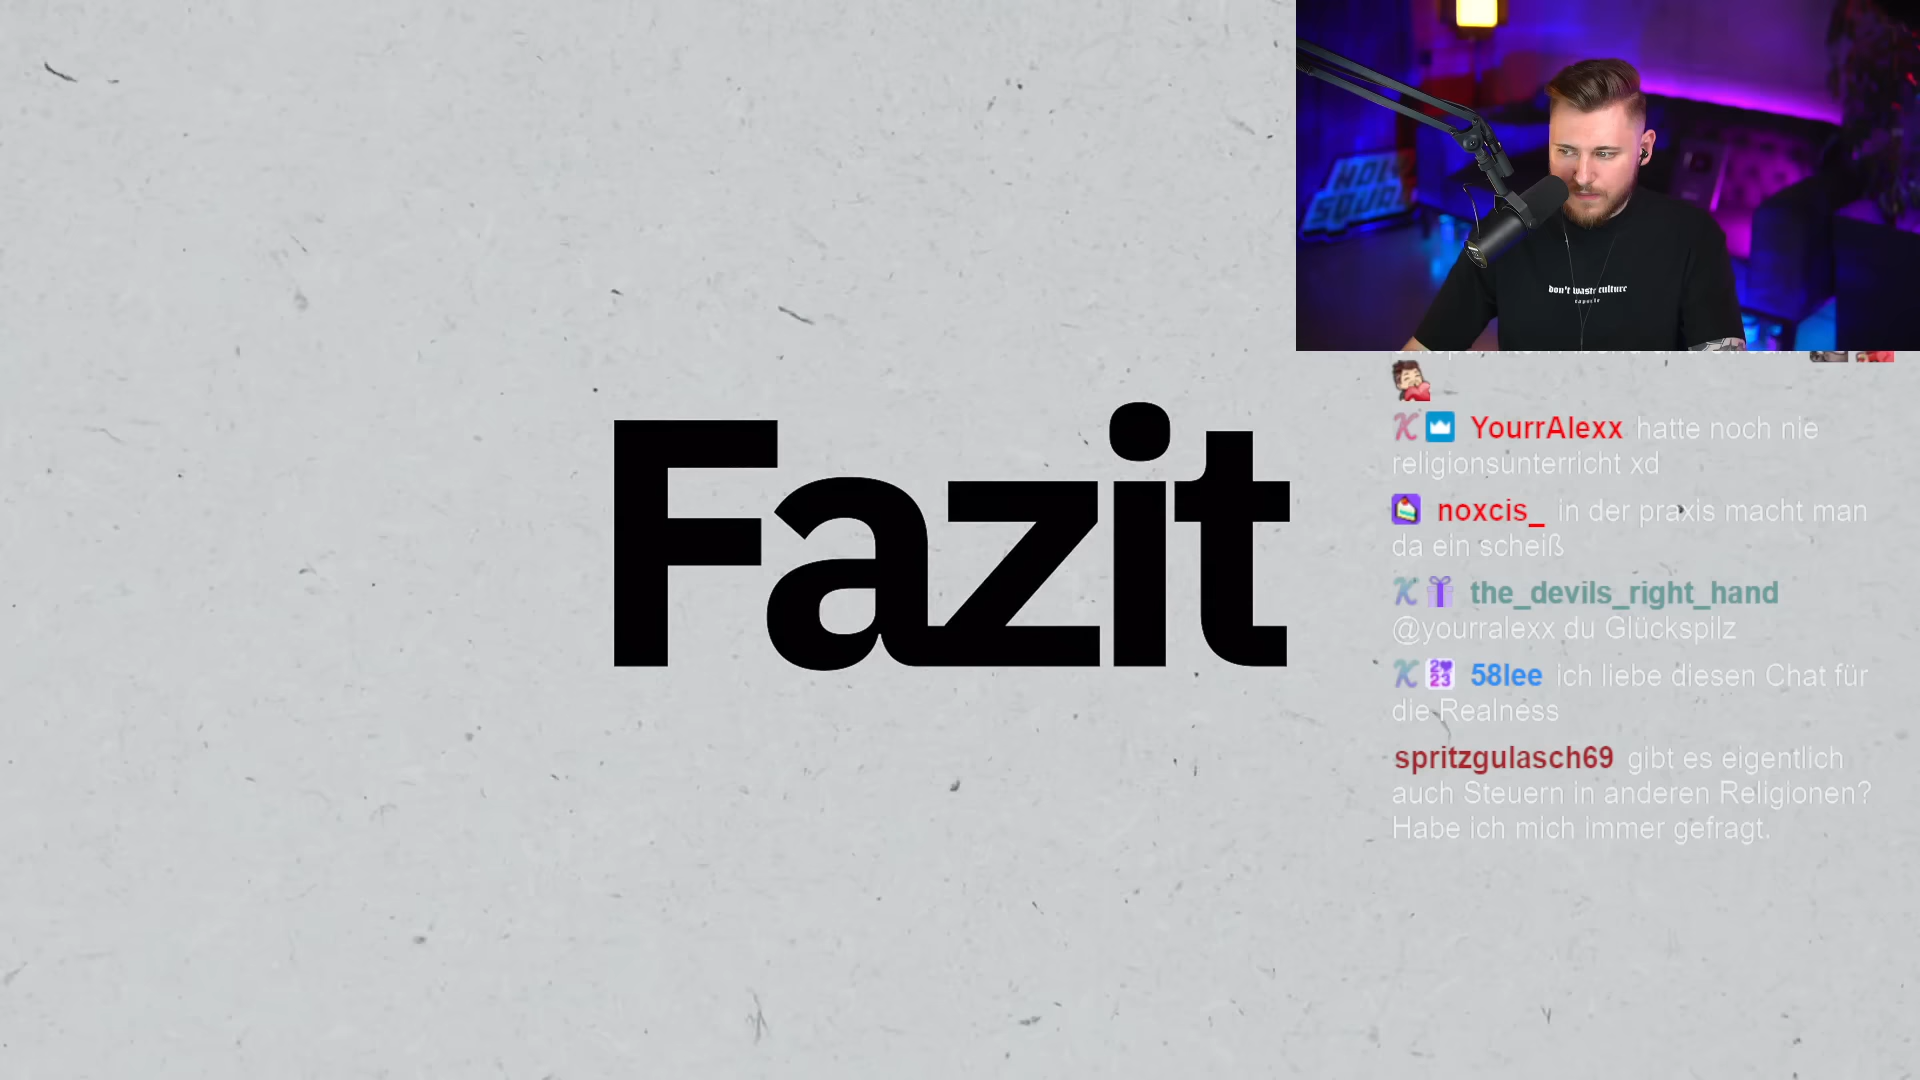 HOLY
SQUAD
don't waste culture
Fazit
YourrAlexx hatte noch nie
religionsunterricht xd
noxcis_ in der praxis macht man
da ein scheiß
the_devils_right_hand
@yourralexx du Glückspilz
58lee ich liebe diesen Chat für
die Realness
spritzgulasch69 gibt es eigentlich
auch Steuern in anderen Religionen?
Habe ich mich immer gefragt.